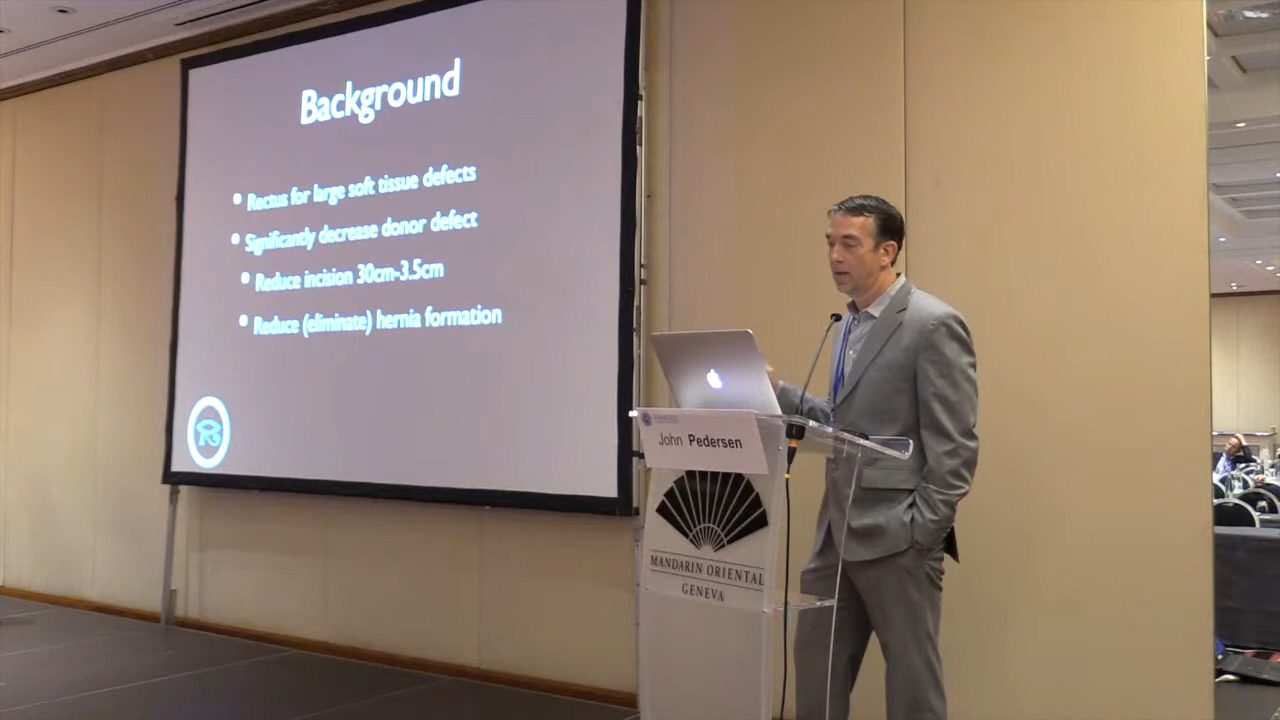 Background
• Rectus for large soft tissue defects
• Significantly decrease donor defect
• Reduce incision 30cm-3.5cm
• Reduce (eliminate) hernia formation
John Pedersen
MANDARIN ORIENTAL
GENEVA